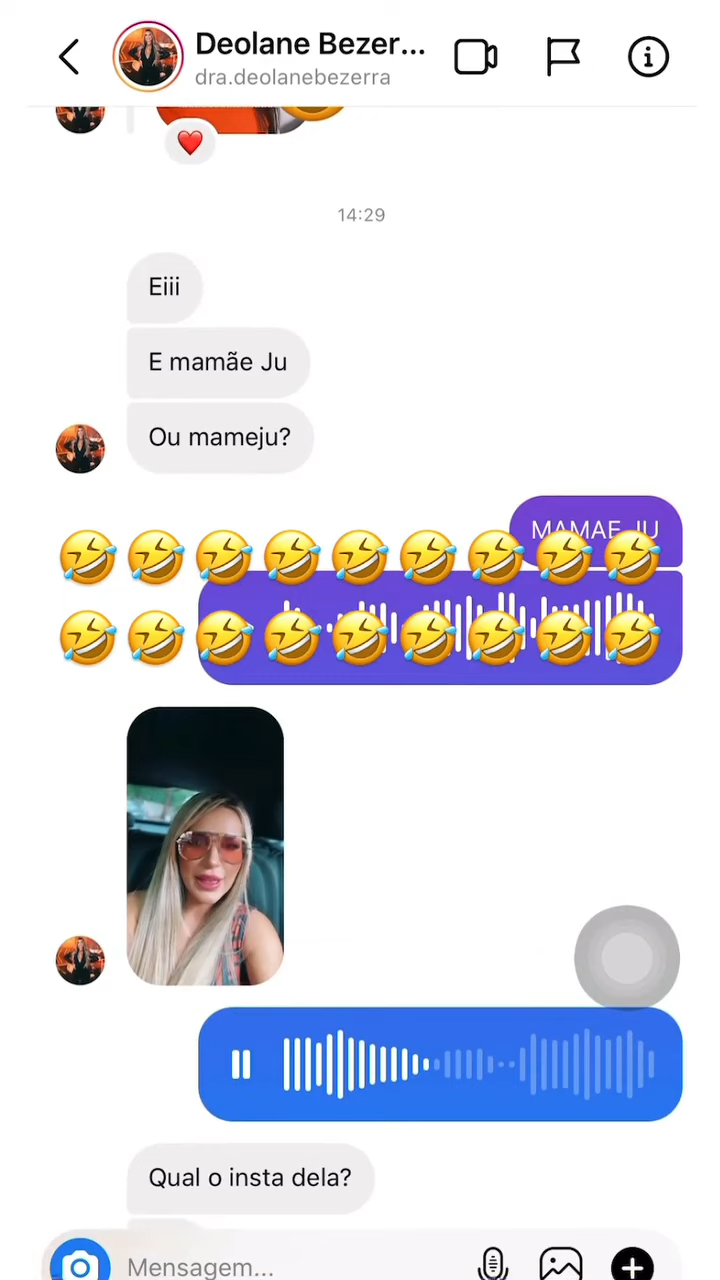 Deolane Bezer...
dra.deolanebezerra
14:29
Eiii
E mamãe Ju
Ou mameju?
MAMAE JU
Qual o insta dela?
Mensagem...